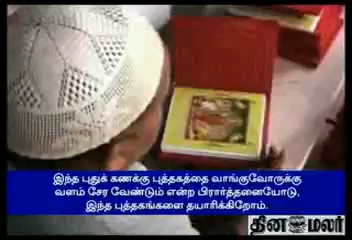 இந்த புதுக் கணக்கு புத்தகத்தை வாங்குவோருக்கு
வளம் சேர வேண்டும் என்ற பிரார்த்தனையோடு,
இந்த புத்தகங்களை தயாரிக்கிறோம்.
தினமலர்